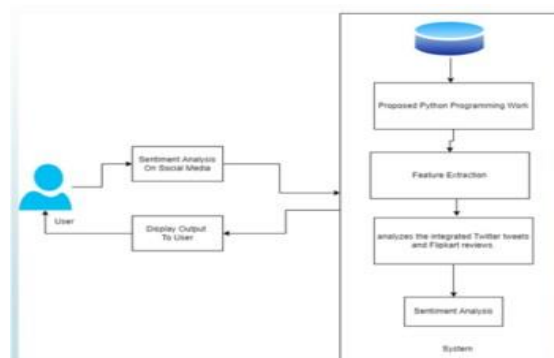 Sentiment Analysis
On Social Media
User
Display Output
To User
Proposed Python Programming Work
Feature Extraction
analyzes the integrated Twitter tweets
and Flipkart reviews
Sentiment Analysis
System